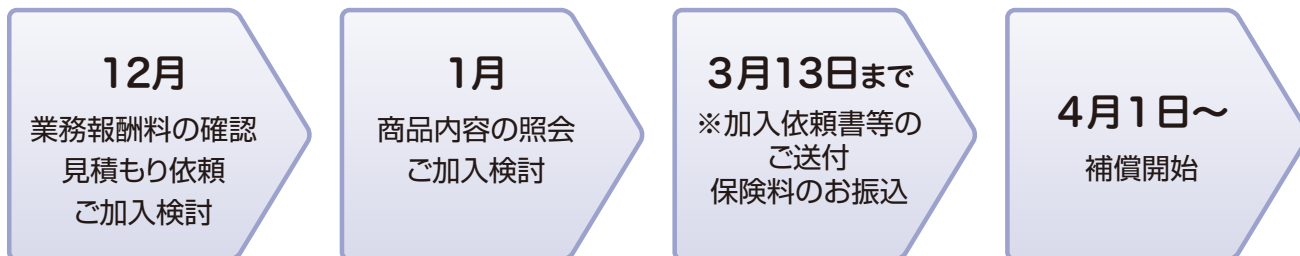 12月
業務報酬料の確認
見積もり依頼
ご加入検討
1月
商品内容の照会
ご加入検討
3月13日まで
※加入依頼書等の
ご送付
保険料のお振込
4月1日～
補償開始